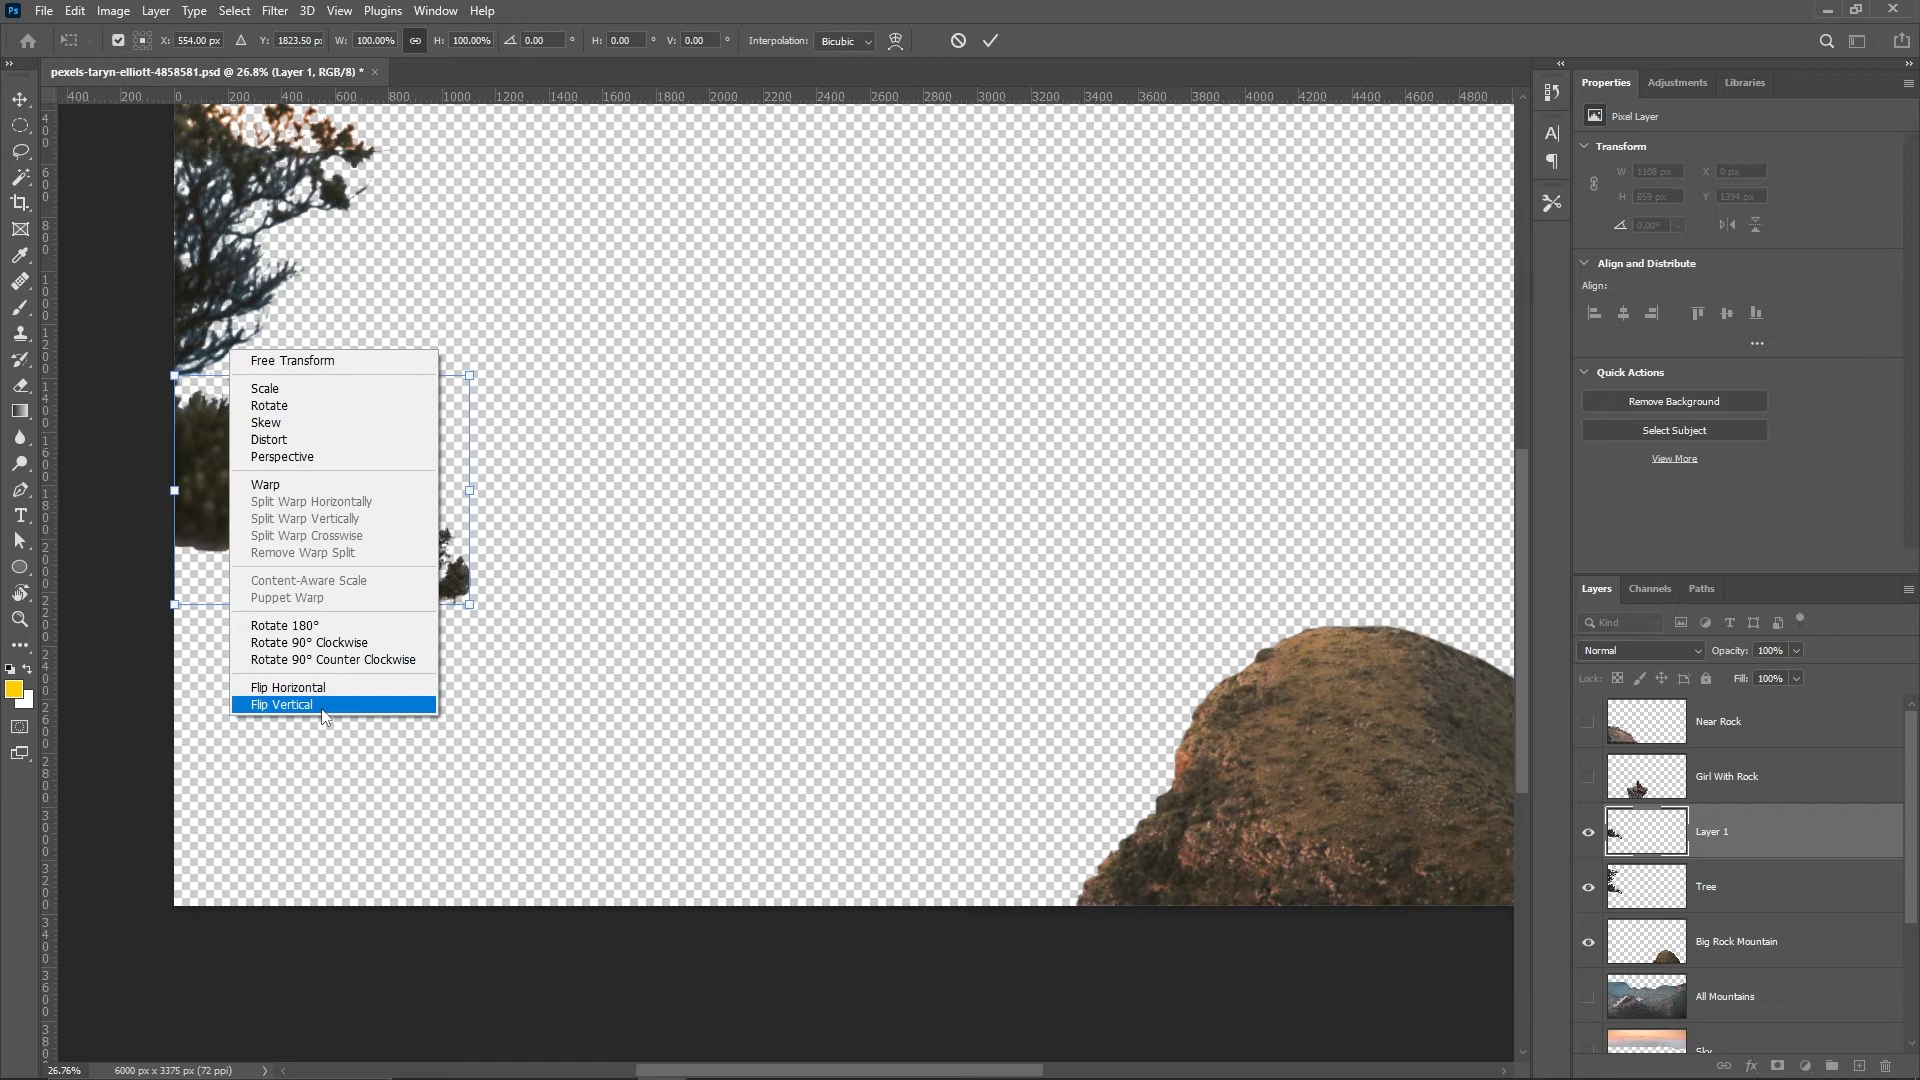 Ps File Edit Image Layer Type Select Filter 3D View Plugins Window Help
X: 554.00 px Y: 1823.50 px W: 100.00% H: 100.00% 0.00 ° H: 0.00 ° V: 0.00 ° Interpolation: Bicubic
pexels-taryn-elliott-4858581.psd @ 26.8% (Layer 1, RGB/8) * ×
400 200 0 200 400 600 800 1000 1200 1400 1600 1800 2000 2200 2400 2600 2800 3000 3200 3400 3600 3800 4000 4200 4400 4600 4800
Free Transform
Scale
Rotate
Skew
Distort
Perspective
Warp
Split Warp Horizontally
Split Warp Vertically
Split Warp Crosswise
Remove Warp Split
Content-Aware Scale
Puppet Warp
Rotate 180°
Rotate 90° Clockwise
Rotate 90° Counter Clockwise
Flip Horizontal
Flip Vertical
Properties Adjustments Libraries
Pixel Layer
Transform
W 1108 px X 0 px
H 859 px Y 1394 px
0.00°
Align and Distribute
Align:
Quick Actions
Remove Background
Select Subject
View More
Layers Channels Paths
Kind
Normal Opacity: 100%
Lock: Fill: 100%
Near Rock
Girl With Rock
Layer 1
Tree
Big Rock Mountain
All Mountains
Sky
26.76% 6000 px x 3375 px (72 ppi)